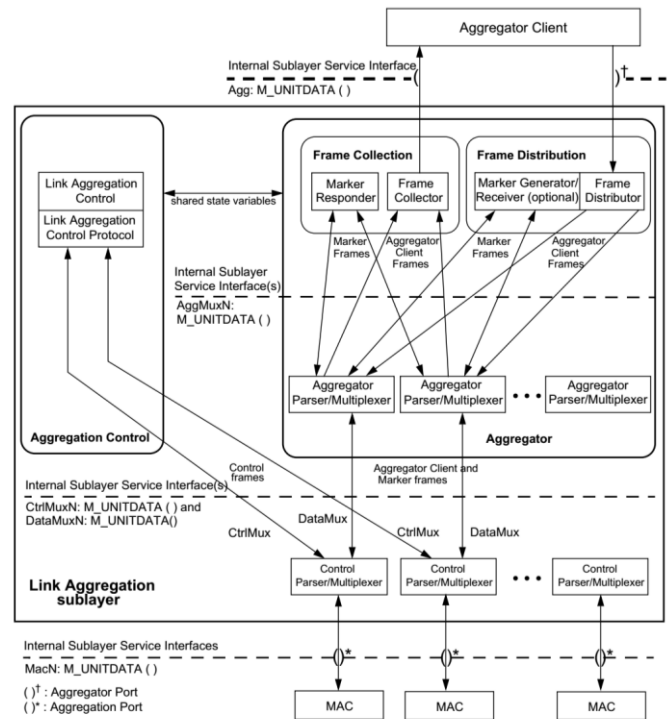 Aggregator Client
Internal Sublayer Service Interface
( ( )†
Agg: M_UNITDATA ( )
Frame Collection
Frame Distribution
Link Aggregation
Control
Link Aggregation
Control Protocol
shared state variables
Marker
Responder
Frame
Collector
Marker Generator/
Receiver (optional)
Frame
Distributor
Marker
Frames
Aggregator
Client
Frames
Marker
Frames
Aggregator
Client
Frames
Internal Sublayer
Service Interface(s)
AggMuxN:
M_UNITDATA ( )
Aggregator
Parser/Multiplexer
Aggregator
Parser/Multiplexer
• • •
Aggregator
Parser/Multiplexer
Aggregation Control
Aggregator
Control
frames
Aggregator Client and
Marker frames
Internal Sublayer Service Interface(s)
CtrlMuxN: M_UNITDATA ( ) and
DataMuxN: M_UNITDATA()
CtrlMux
DataMux
CtrlMux
DataMux
Control
Parser/Multiplexer
Control
Parser/Multiplexer
• • •
Control
Parser/Multiplexer
Link Aggregation
sublayer
Internal Sublayer Service Interfaces
( )*
( )*
( )*
MacN: M_UNITDATA ( )
( )† : Aggregator Port
( )* : Aggregation Port
MAC
MAC
MAC